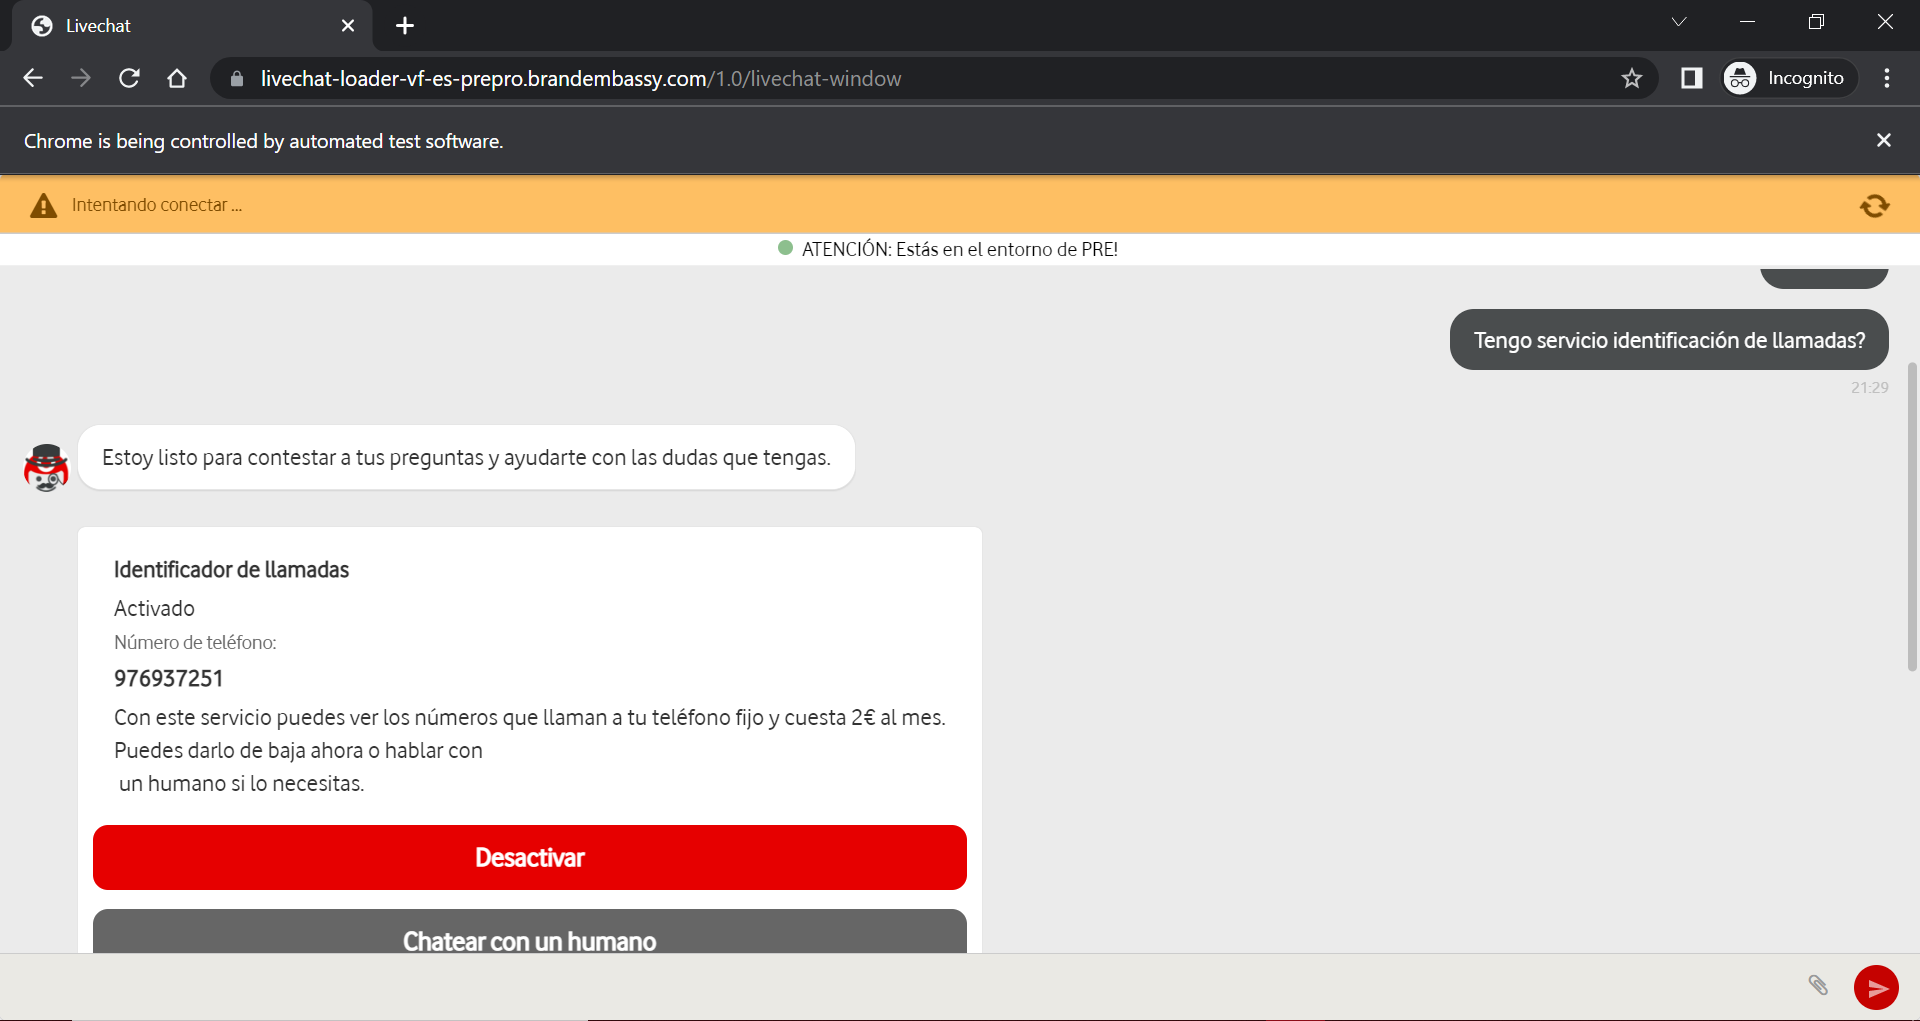 Livechat
livechat-loader-vf-es-prepro.brandembassy.com/1.0/livechat-window
Incognito
Chrome is being controlled by automated test software.
Intentando conectar ...
ATENCIÓN: Estás en el entorno de PRE!
Tengo servicio identificación de llamadas?
21:29
Estoy listo para contestar a tus preguntas y ayudarte con las dudas que tengas.
Identificador de llamadas
Activado
Número de teléfono:
976937251
Con este servicio puedes ver los números que llaman a tu teléfono fijo y cuesta 2€ al mes.
Puedes darlo de baja ahora o hablar con
un humano si lo necesitas.
Desactivar
Chatear con un humano